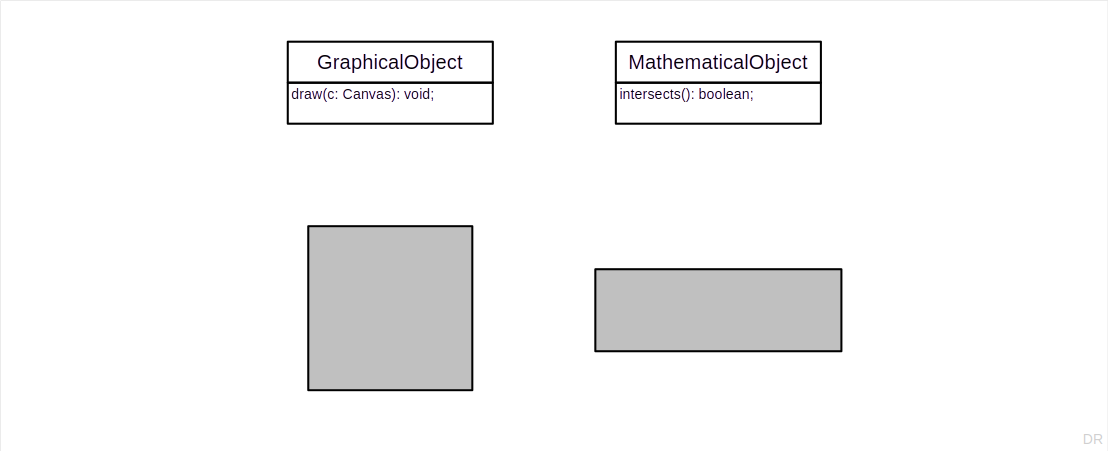 GraphicalObject
draw(c: Canvas): void;
MathematicalObject
intersects(): boolean;
DR